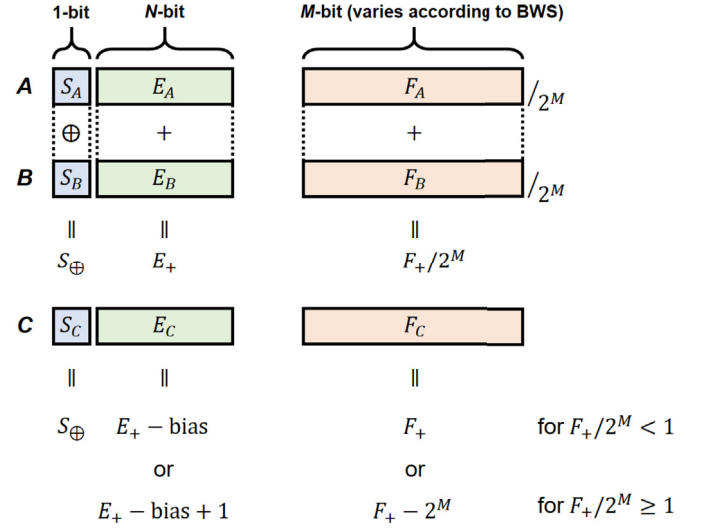 1-bit N-bit M-bit (varies according to BWS)
A S_A E_A F_A /2^M
⊕ + +
B S_B E_B F_B /2^M
|| || ||
S_⊕ E_+ F_+/2^M
C S_C E_C F_C
|| || ||
S_⊕ E_+ − bias F_+ for F_+/2^M < 1
or or
E_+ − bias + 1 F_+ − 2^M for F_+/2^M ≥ 1